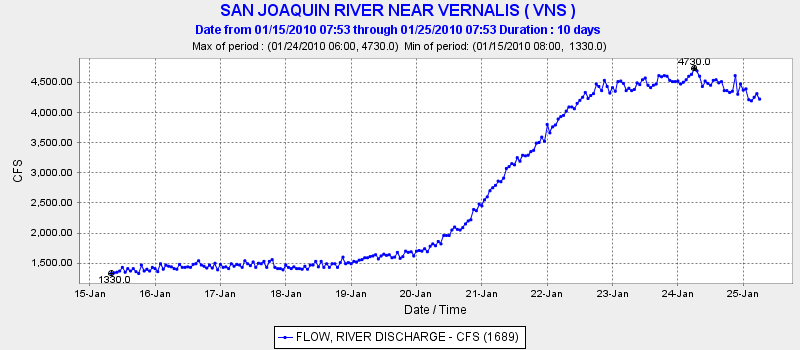 SAN JOAQUIN RIVER NEAR VERNALIS ( VNS )
Date from 01/15/2010 07:53 through 01/25/2010 07:53 Duration : 10 days
Max of period : (01/24/2010 06:00, 4730.0) Min of period: (01/15/2010 08:00, 1330.0)
4730.0
4,500.00
4,000.00
3,500.00
3,000.00
2,500.00
2,000.00
1,500.00
CFS
1330.0
15-Jan 16-Jan 17-Jan 18-Jan 19-Jan 20-Jan 21-Jan 22-Jan 23-Jan 24-Jan 25-Jan
Date / Time
FLOW, RIVER DISCHARGE - CFS (1689)